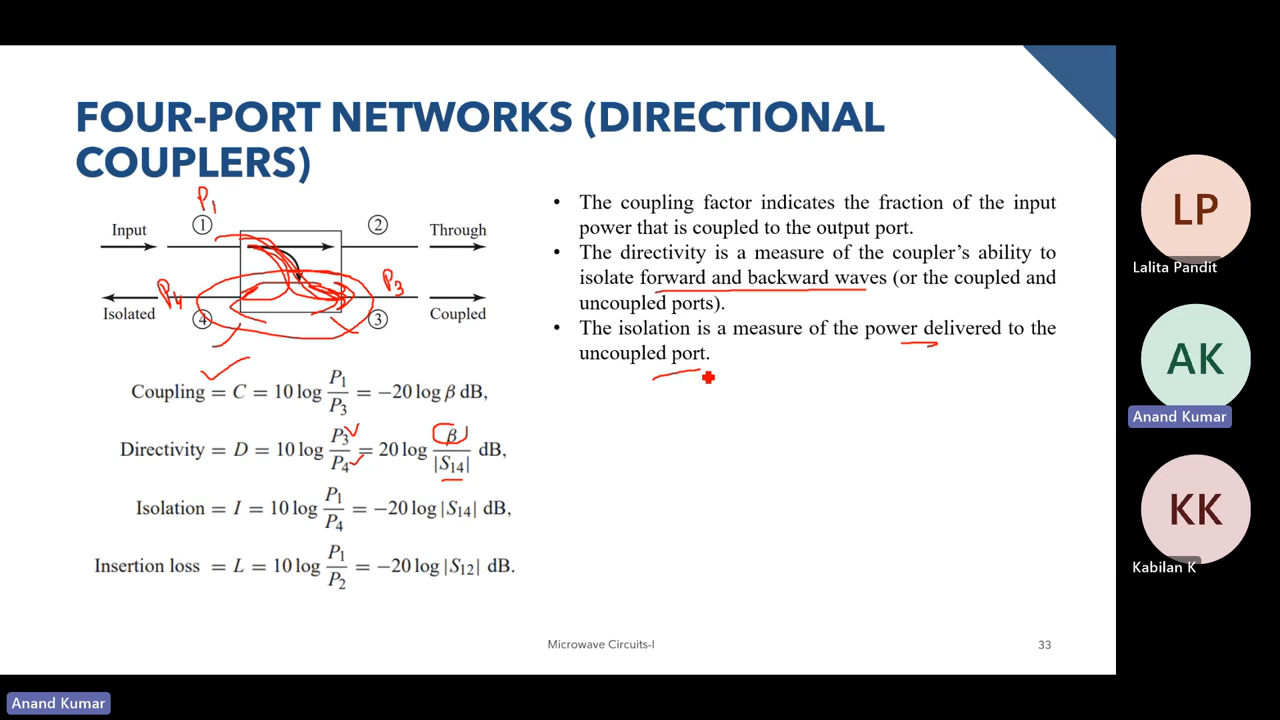 FOUR-PORT NETWORKS (DIRECTIONAL
COUPLERS)
P1
Input ① ② Through
P4 P3
Isolated ④ ③ Coupled
Coupling = C = 10 log P1/P3 = −20 log β dB,
Directivity = D = 10 log P3/P4 = 20 log β/|S14| dB,
Isolation = I = 10 log P1/P4 = −20 log |S14| dB,
Insertion loss = L = 10 log P1/P2 = −20 log |S12| dB.
• The coupling factor indicates the fraction of the input
power that is coupled to the output port.
• The directivity is a measure of the coupler's ability to
isolate forward and backward waves (or the coupled and
uncoupled ports).
• The isolation is a measure of the power delivered to the
uncoupled port.
Microwave Circuits-I
33
LP
Lalita Pandit
AK
Anand Kumar
KK
Kabilan K
Anand Kumar